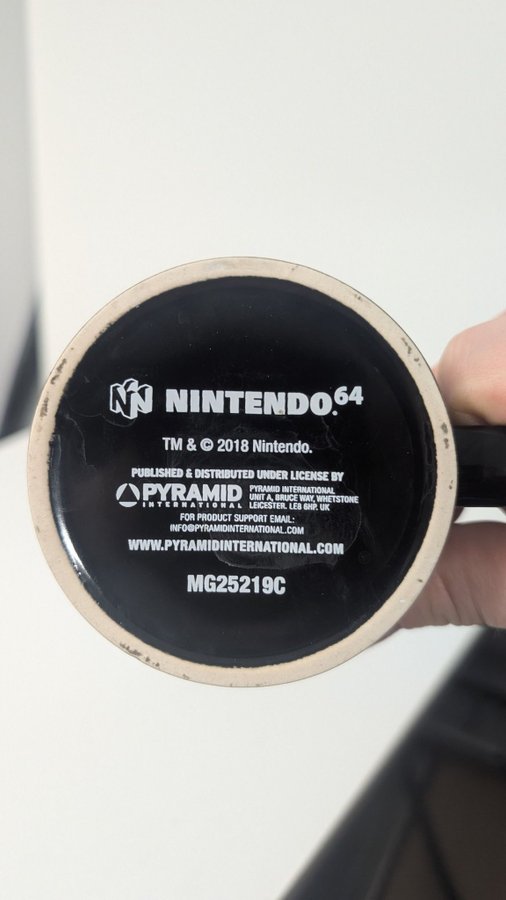 NINTENDO.64
TM & © 2018 Nintendo.
PUBLISHED & DISTRIBUTED UNDER LICENSE BY
PYRAMID
INTERNATIONAL
PYRAMID INTERNATIONAL
UNIT A, BRUCE WAY, WHETSTONE
LEICESTER. LE8 6HP. UK
FOR PRODUCT SUPPORT EMAIL:
INFO@PYRAMIDINTERNATIONAL.COM
WWW.PYRAMIDINTERNATIONAL.COM
MG25219C